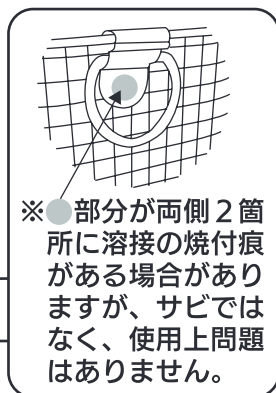 ※●部分が両側２箇
所に溶接の焼付痕
がある場合があり
ますが、サビでは
なく、使用上問題
はありません。